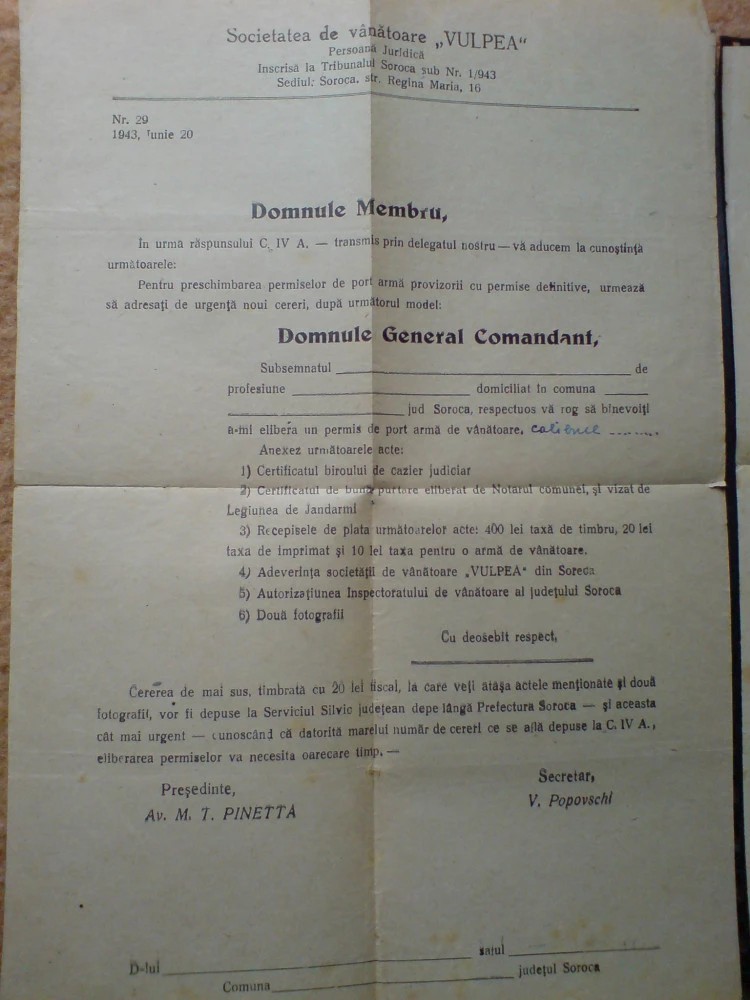 Societatea de vânătoare „VULPEA“
Persoană Juridică
Inscrisă la Tribunalul Soroca sub Nr. 1/943
Sediul: Soroca, str. Regina Maria, 16
Nr. 29
1943, Iunie 20
Domnule Membru,
In urma răspunsului C. IV A. — transmis prin delegatul nostru — vă aducem la cunoştinţă
următoarele:
Pentru preschimbarea permiselor de port armă provizorii cu permise definitive, urmează
să adresaţi de urgenţă noui cereri, după următorul model:
Domnule General Comandant,
Subsemnatul ____ de
profesiune ____ domiciliat în comuna ____
____ jud Soroca, respectuos vă rog să binevoiţi
a-mi elibera un permis de port armă de vânătoare,
Anexez următoarele acte:
1) Certificatul biroului de cazier judiciar
2) Certificatul de bună purtare eliberat de Notarul comunei, şi vizat de
Legiunea de Jandarmi
3) Recepisele de plata următoarelor acte: 400 lei taxă de timbru, 20 lei
taxa de imprimat şi 10 lei taxa pentru o armă de vânătoare.
4) Adeverinţa societăţii de vânătoare „VULPEA“ din Soroca
5) Autorizaţiunea Inspectoratului de vânătoare al judeţului Soroca
6) Două fotografii
Cu deosebit respect,
Cererea de mai sus, timbrată cu 20 lei fiscal, la care veţi ataşa actele menţionate şi două
fotografii, vor fi depuse la Serviciul Silvic judeţean depe lângă Prefectura Soroca — şi aceasta
cât mai urgent — cunoscând că datorită marelui număr de cereri ce se află depuse la C. IV A.,
eliberarea permiselor va necesita oarecare timp. —
Preşedinte,
Av. M. T. PINETTA
Secretar,
V. Popovschi
D-lui ____ satul ____
Comuna ____ judeţul Soroca